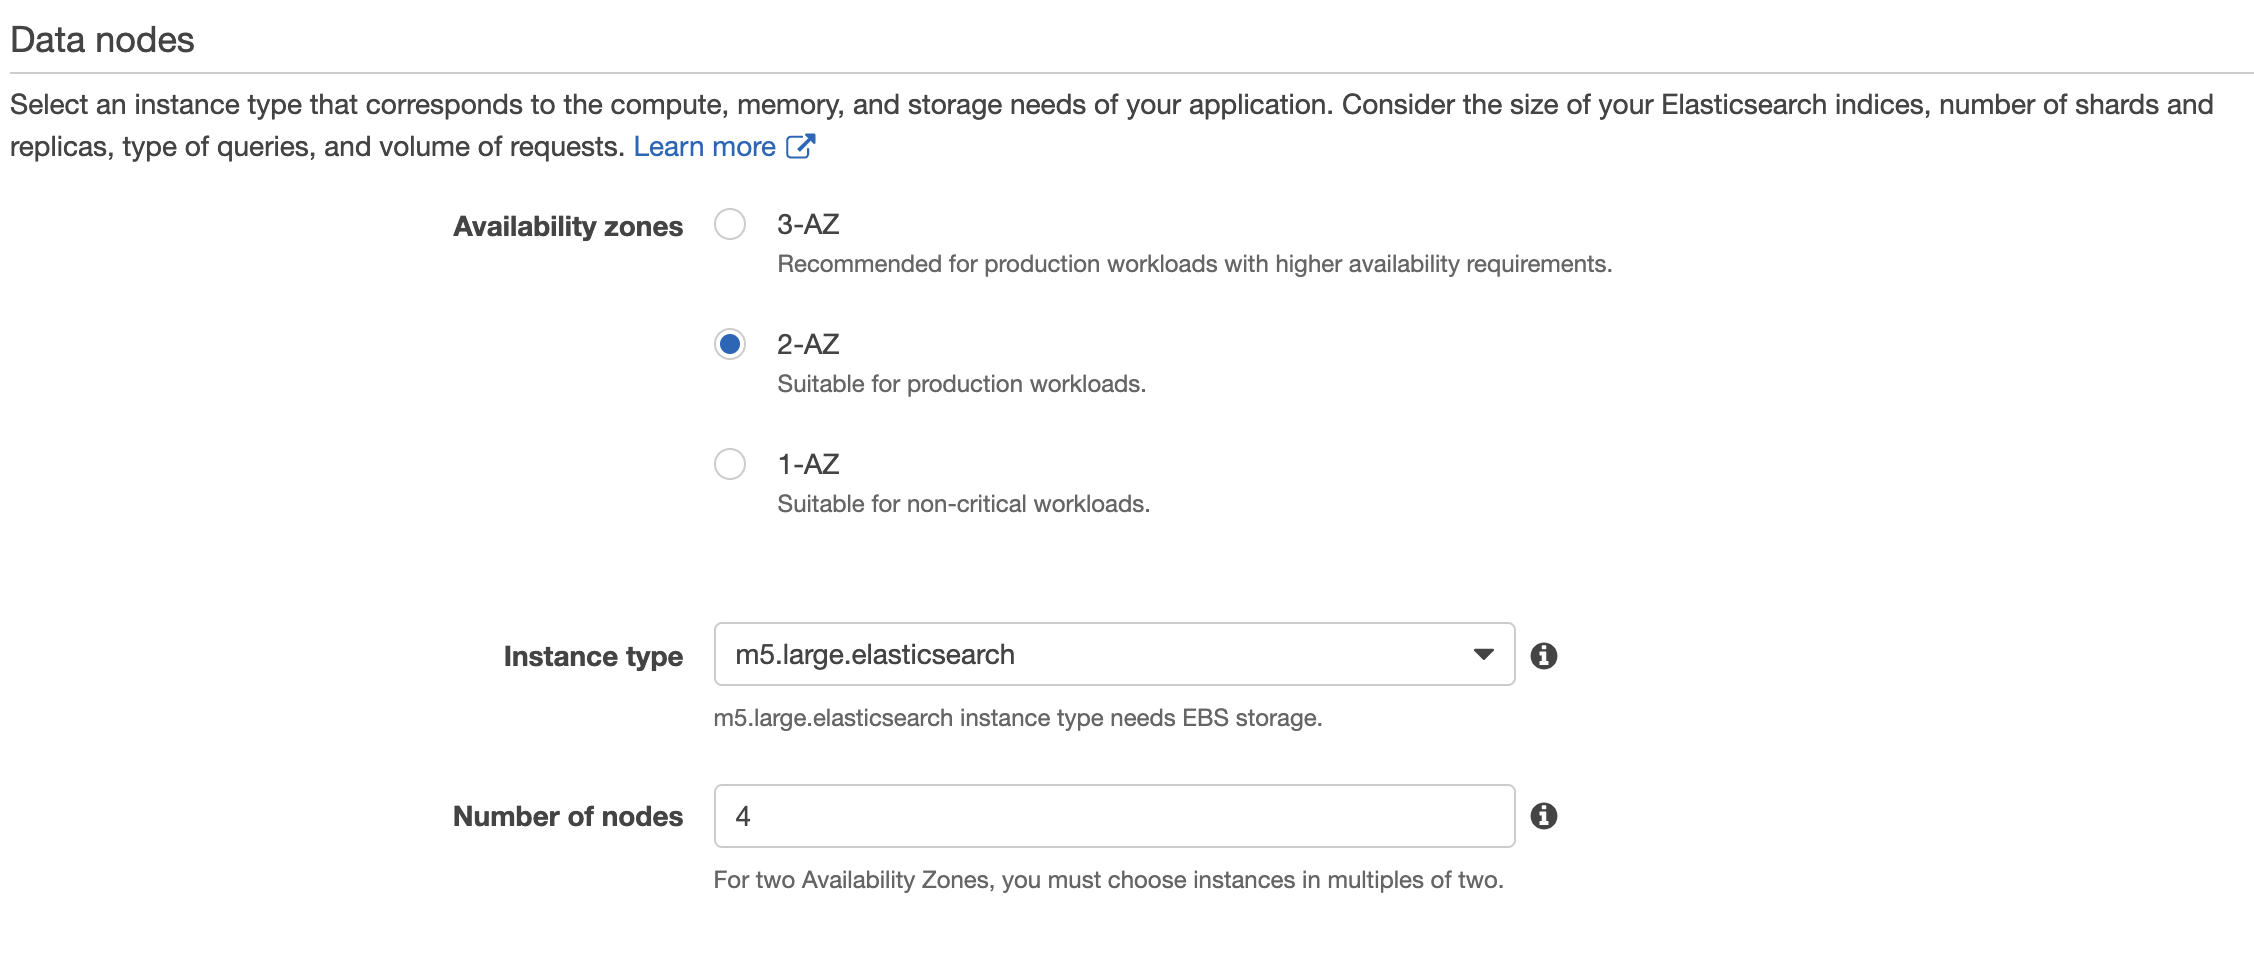 Data nodes
Select an instance type that corresponds to the compute, memory, and storage needs of your application. Consider the size of your Elasticsearch indices, number of shards and
replicas, type of queries, and volume of requests. Learn more
Availability zones
3-AZ
Recommended for production workloads with higher availability requirements.
2-AZ
Suitable for production workloads.
1-AZ
Suitable for non-critical workloads.
Instance type
m5.large.elasticsearch
m5.large.elasticsearch instance type needs EBS storage.
Number of nodes
4
For two Availability Zones, you must choose instances in multiples of two.